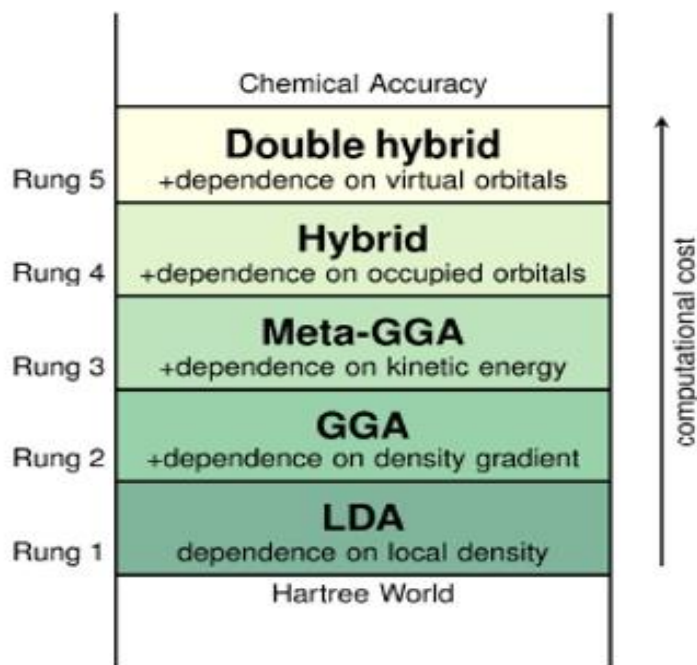 Chemical Accuracy
Double hybrid
Rung 5
+dependence on virtual orbitals
Hybrid
Rung 4
+dependence on occupied orbitals
Meta-GGA
Rung 3
+dependence on kinetic energy
GGA
Rung 2
+dependence on density gradient
LDA
Rung 1
dependence on local density
Hartree World
computational cost